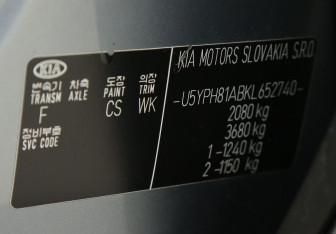 KIA
KIA MOTORS SLOVAKIA S.R.O
변속기 차축 도장 의장
TRANSM AXLE PAINT TRIM
F CS WK
정비부호
SVC CODE
-U5YPH81ABKL652740-
2080 kg
3680 kg
1 -1240 kg
2 -1150 kg